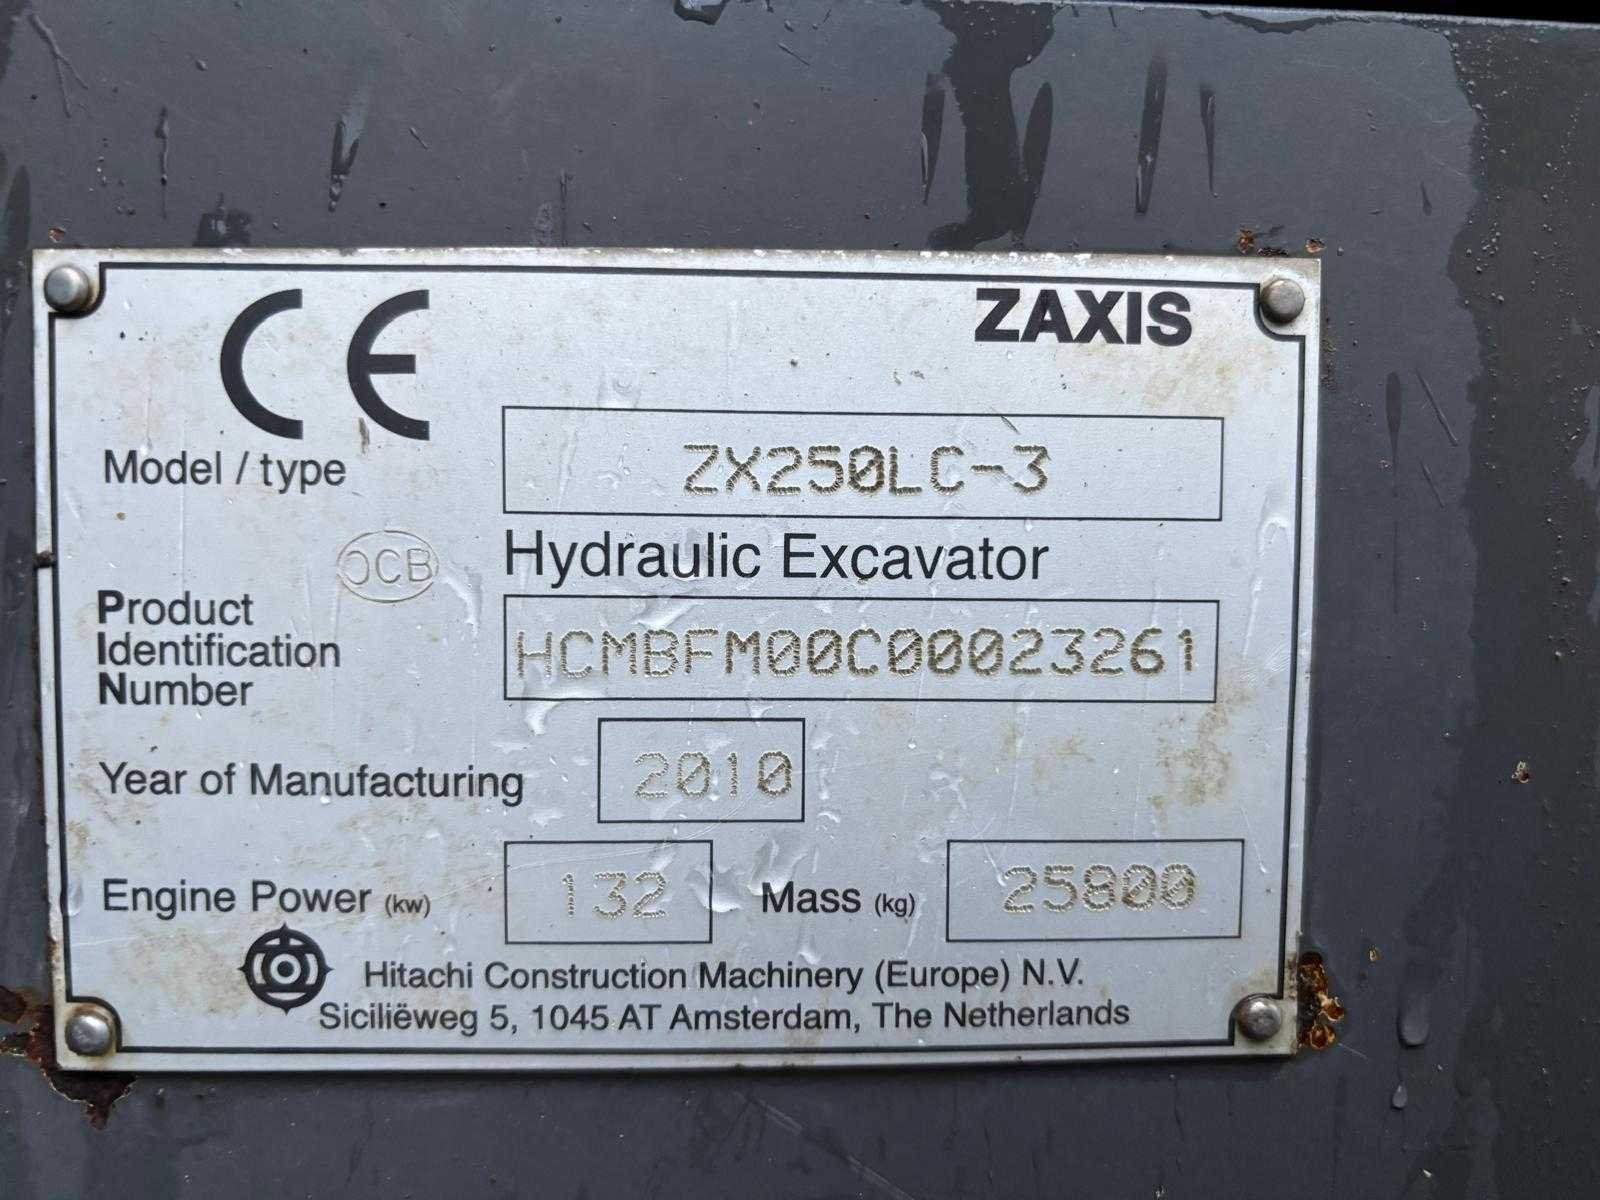 CE
ZAXIS
Model / type
ZX250LC-3
OCB
Hydraulic Excavator
Product
Identification
Number
HCMBFM00C00023261
Year of Manufacturing
2010
Engine Power (kw)
132
Mass (kg)
25800
Hitachi Construction Machinery (Europe) N.V.
Siciliëweg 5, 1045 AT Amsterdam, The Netherlands